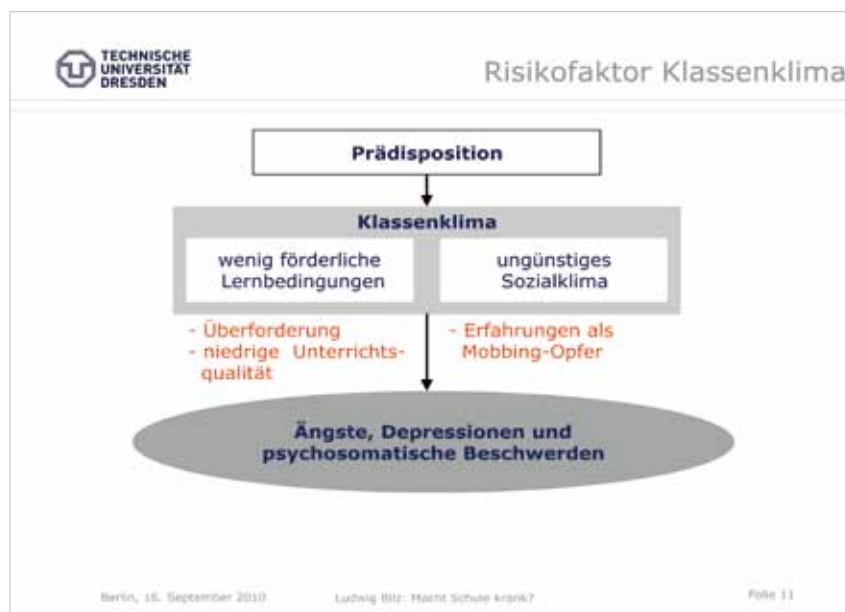 TECHNISCHE
UNIVERSITÄT
DRESDEN
Risikofaktor Klassenklima
Prädisposition
Klassenklima
wenig förderliche
Lernbedingungen
ungünstiges
Sozialklima
- Überforderung
- niedrige Unterrichts-
qualität
- Erfahrungen als
Mobbing-Opfer
Ängste, Depressionen und
psychosomatische Beschwerden
Berlin, 16. September 2010
Ludwig Bilz: Macht Schule krank?
Folie 11